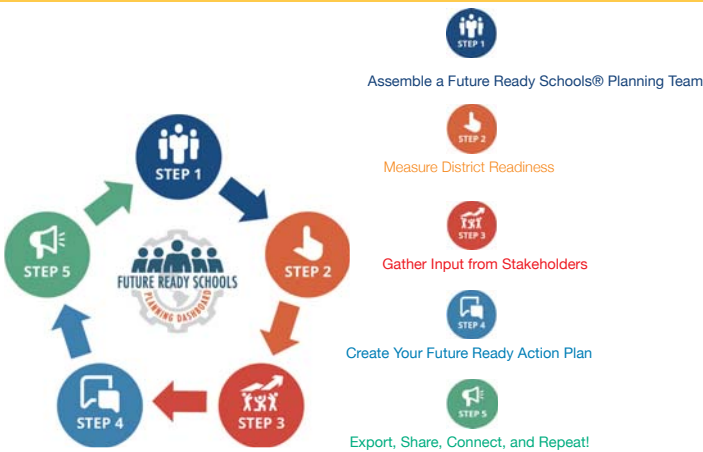 STEP 1
Assemble a Future Ready Schools® Planning Team
STEP 2
Measure District Readiness
STEP 3
Gather Input from Stakeholders
STEP 4
Create Your Future Ready Action Plan
STEP 5
Export, Share, Connect, and Repeat!
STEP 1
STEP 2
STEP 3
STEP 4
STEP 5
FUTURE READY SCHOOLS
PLANNING DASHBOARD